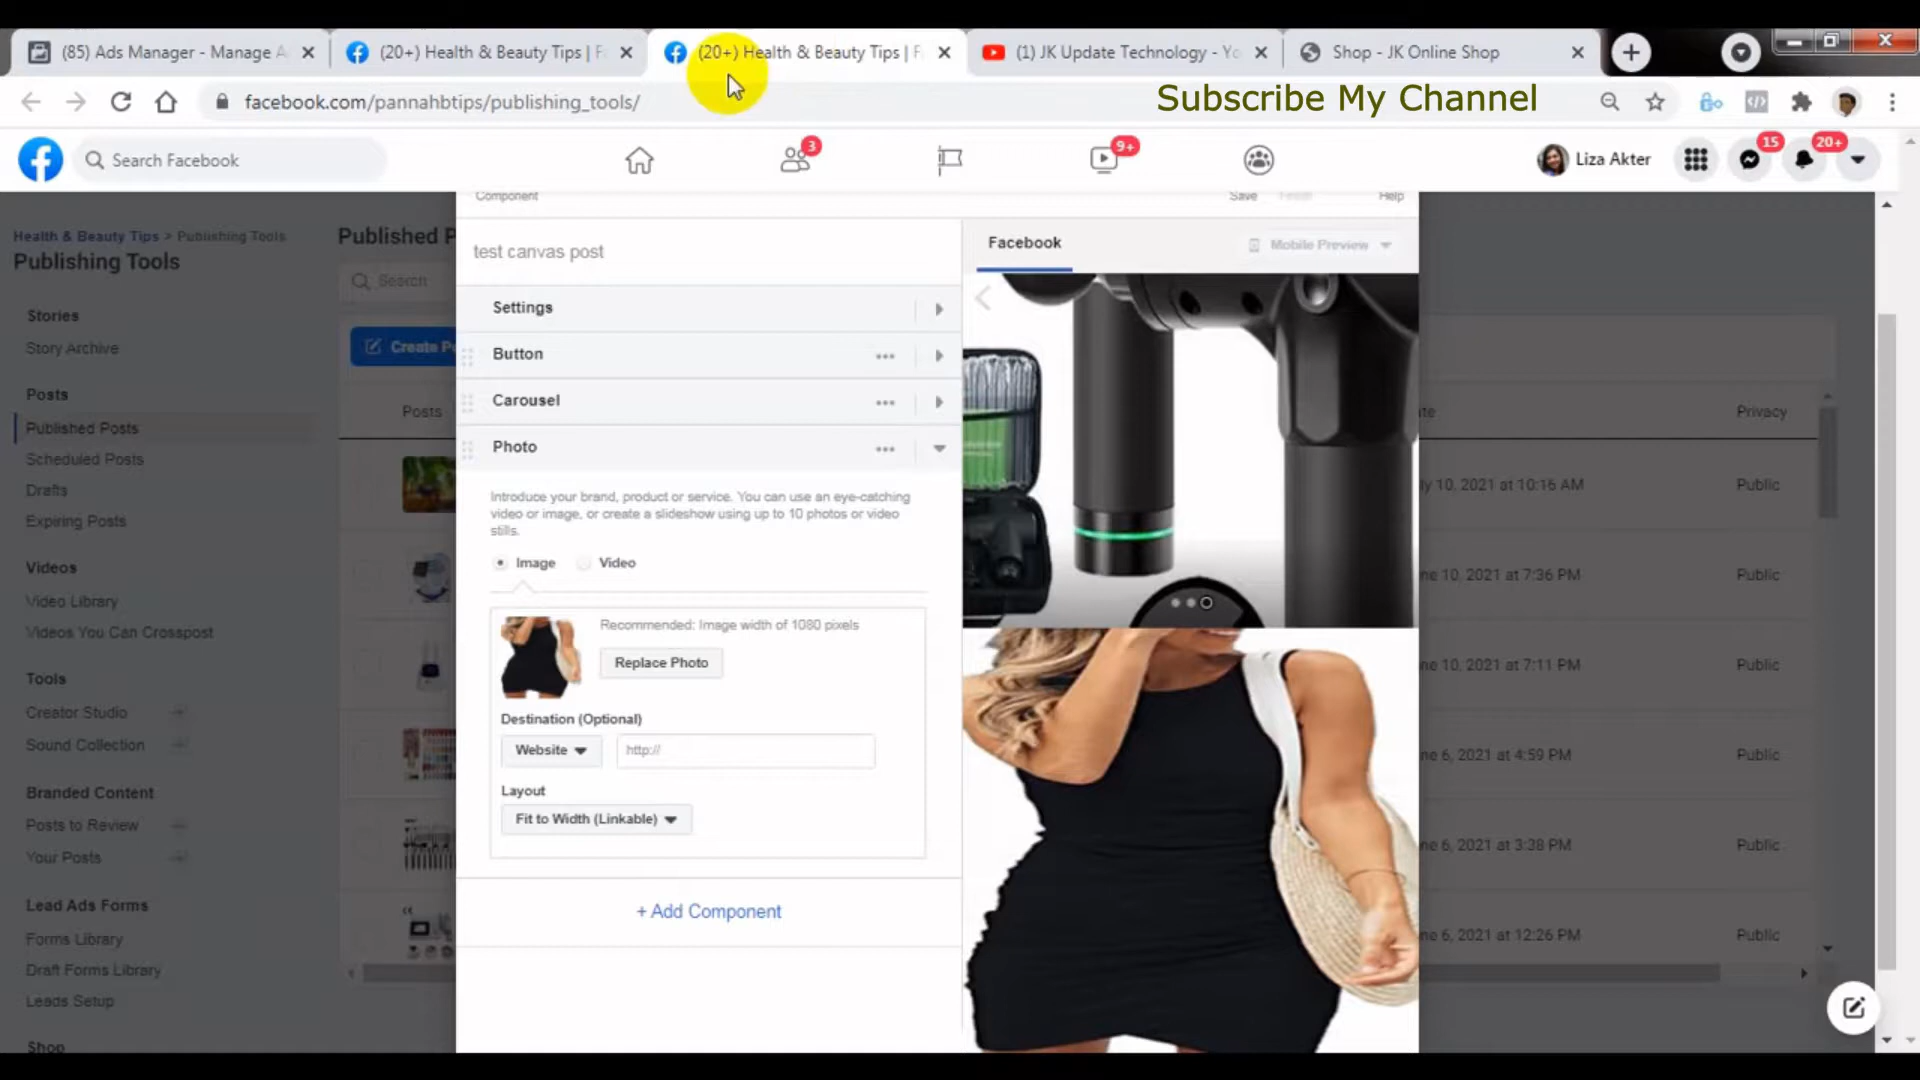 (85) Ads Manager - Manage A
(20+) Health & Beauty Tips | F
(20+) Health & Beauty Tips | F
(1) JK Update Technology - Yo
Shop - JK Online Shop
facebook.com/pannahbtips/publishing_tools/
Subscribe My Channel
Search Facebook
3
9+
Liza Akter
15
20+
Component
Save
Help
Health & Beauty Tips > Publishing Tools
Publishing Tools
Published P
Search
Create Po
Posts
Stories
Story Archive
Posts
Published Posts
Scheduled Posts
Drafts
Expiring Posts
Videos
Video Library
Videos You Can Crosspost
Tools
Creator Studio
Sound Collection
Branded Content
Posts to Review
Your Posts
Lead Ads Forms
Forms Library
Draft Forms Library
Leads Setup
Shop
test canvas post
Settings
Button
Carousel
Photo
Introduce your brand, product or service. You can use an eye-catching
video or image, or create a slideshow using up to 10 photos or video
stills.
Image
Video
Recommended: Image width of 1080 pixels
Replace Photo
Destination (Optional)
Website
http://
Layout
Fit to Width (Linkable)
+ Add Component
Facebook
Mobile Preview
te
Privacy
y 10, 2021 at 10:16 AM
Public
ne 10, 2021 at 7:36 PM
Public
ne 10, 2021 at 7:11 PM
Public
ne 6, 2021 at 4:59 PM
Public
ne 6, 2021 at 3:38 PM
Public
ne 6, 2021 at 12:26 PM
Public